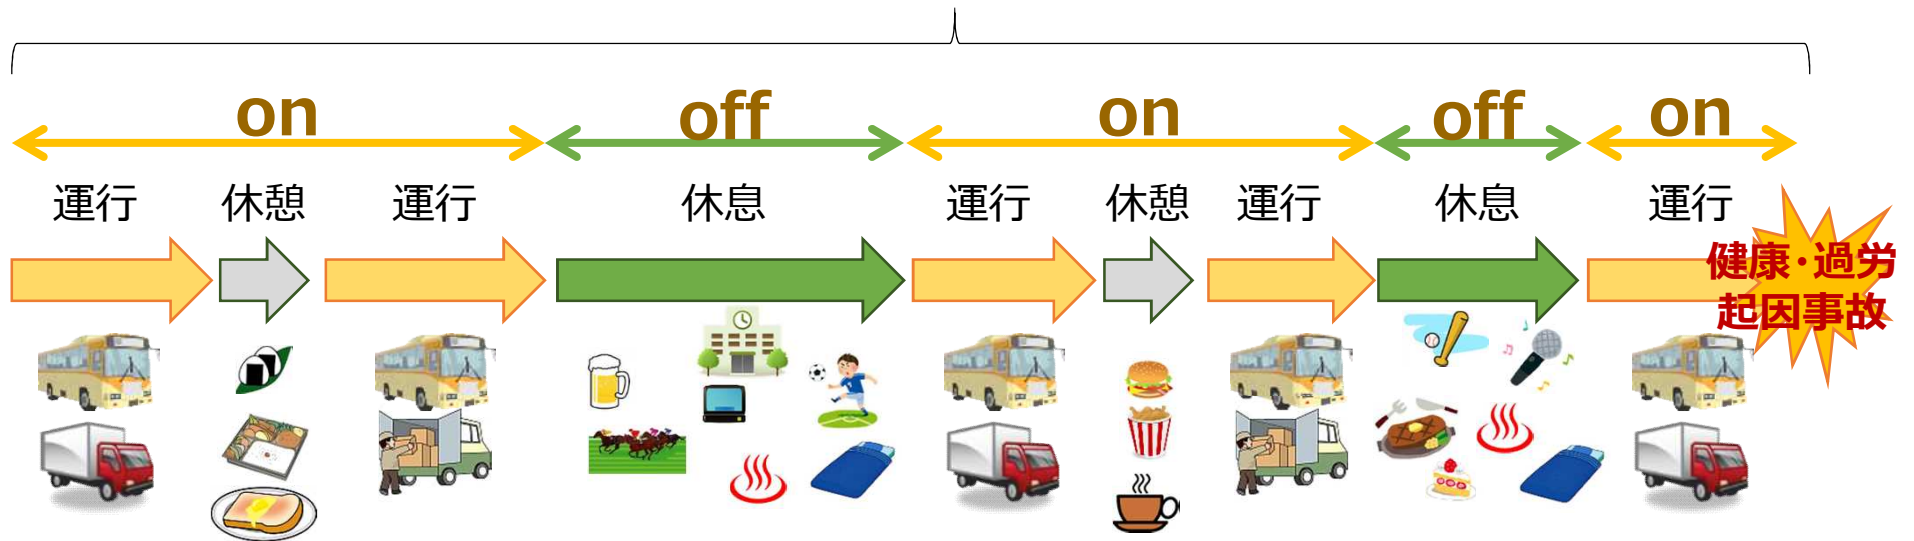 on off on off on
運行 休憩 運行 休息 運行 休憩 運行 休息 運行
健康・過労
起因事故